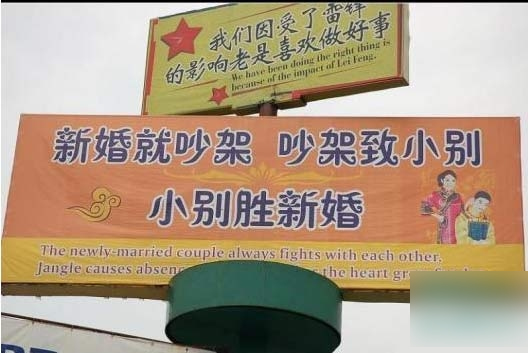 我们因受了雷锋
的影响老是喜欢做好事
We have been doing the right thing is
because of the impact of Lei Feng.
新婚就吵架 吵架致小别
小别胜新婚
The newly-married couple always fights with each other,
Jangle causes the heart